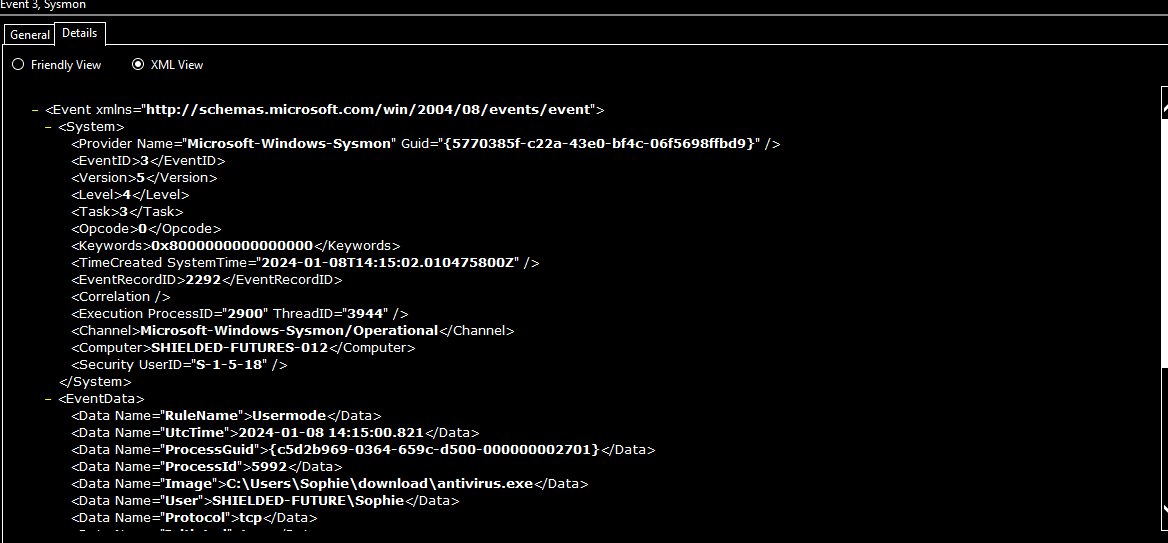 Event 3, Sysmon
General Details
Friendly View XML View
– <Event xmlns="http://schemas.microsoft.com/win/2004/08/events/event">
– <System>
<Provider Name="Microsoft-Windows-Sysmon" Guid="{5770385f-c22a-43e0-bf4c-06f5698ffbd9}" />
<EventID>3</EventID>
<Version>5</Version>
<Level>4</Level>
<Task>3</Task>
<Opcode>0</Opcode>
<Keywords>0x8000000000000000</Keywords>
<TimeCreated SystemTime="2024-01-08T14:15:02.010475800Z" />
<EventRecordID>2292</EventRecordID>
<Correlation />
<Execution ProcessID="2900" ThreadID="3944" />
<Channel>Microsoft-Windows-Sysmon/Operational</Channel>
<Computer>SHIELDED-FUTURES-012</Computer>
<Security UserID="S-1-5-18" />
</System>
– <EventData>
<Data Name="RuleName">Usermode</Data>
<Data Name="UtcTime">2024-01-08 14:15:00.821</Data>
<Data Name="ProcessGuid">{c5d2b969-0364-659c-d500-000000002701}</Data>
<Data Name="ProcessId">5992</Data>
<Data Name="Image">C:\Users\Sophie\download\antivirus.exe</Data>
<Data Name="User">SHIELDED-FUTURE\Sophie</Data>
<Data Name="Protocol">tcp</Data>